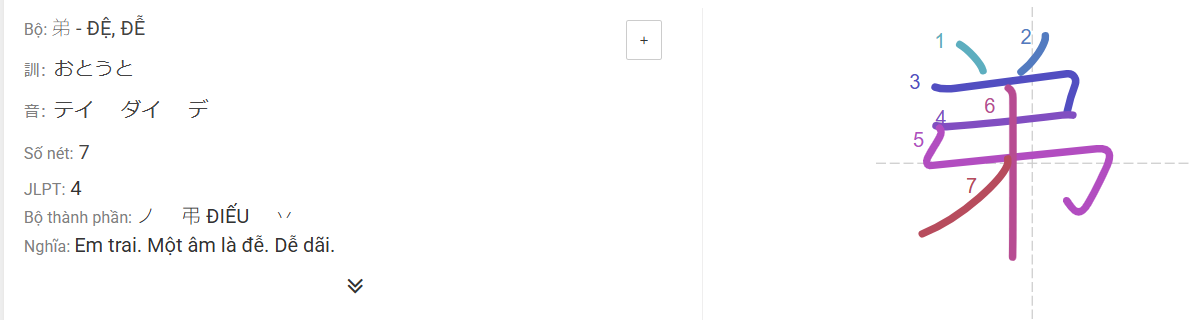 Bộ: 弟 - ĐỆ, ĐỄ
+
訓: おとうと
音: テイ ダイ デ
Số nét: 7
JLPT: 4
Bộ thành phần: ノ 弔 ĐIẾU 丷
Nghĩa: Em trai. Một âm là đễ. Dễ dãi.
弟
1
2
3
4
5
6
7